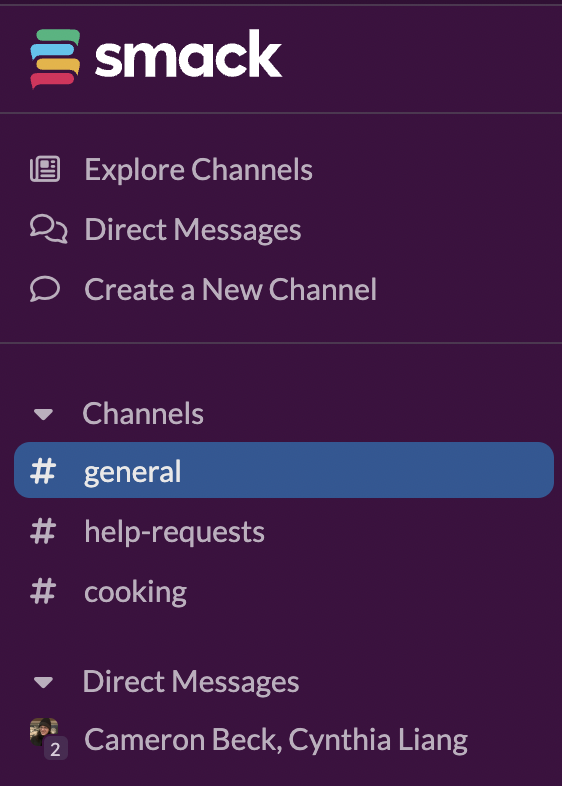 smack
Explore Channels
Direct Messages
Create a New Channel
Channels
# general
# help-requests
# cooking
Direct Messages
2 Cameron Beck, Cynthia Liang